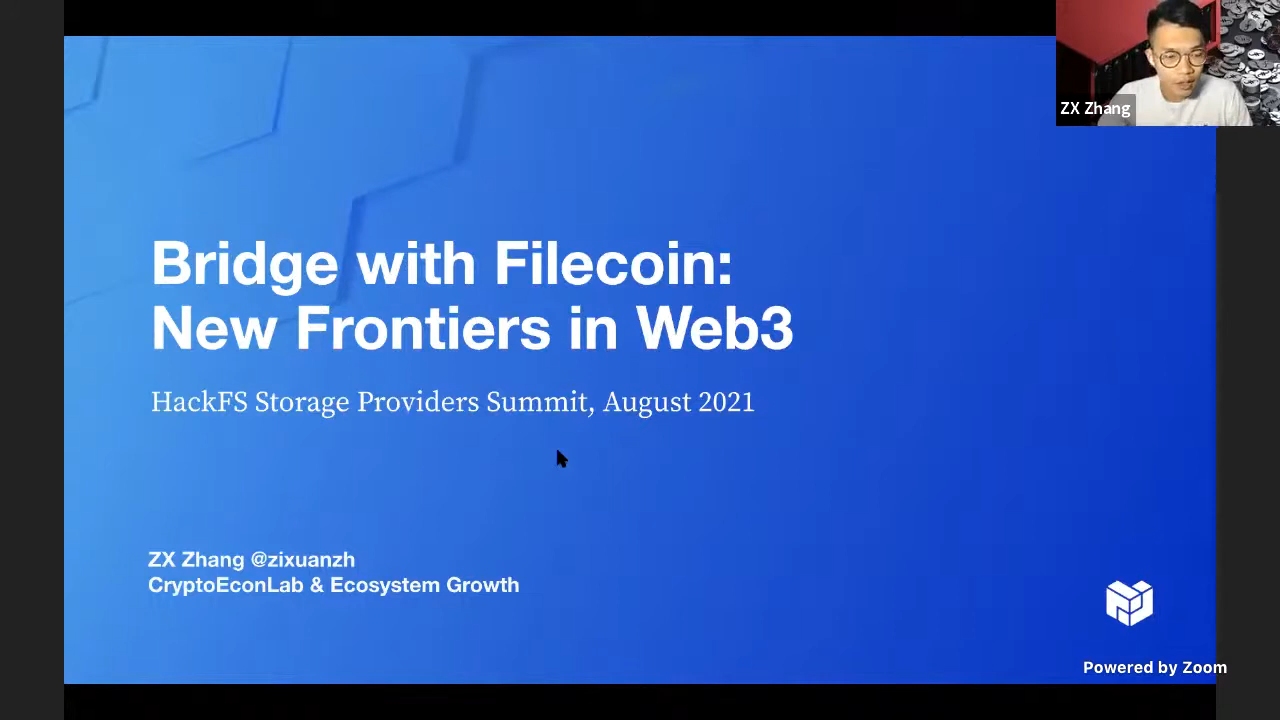 ZX Zhang
Bridge with Filecoin:
New Frontiers in Web3
HackFS Storage Providers Summit, August 2021
ZX Zhang @zixuanzh
CryptoEconLab & Ecosystem Growth
Powered by Zoom